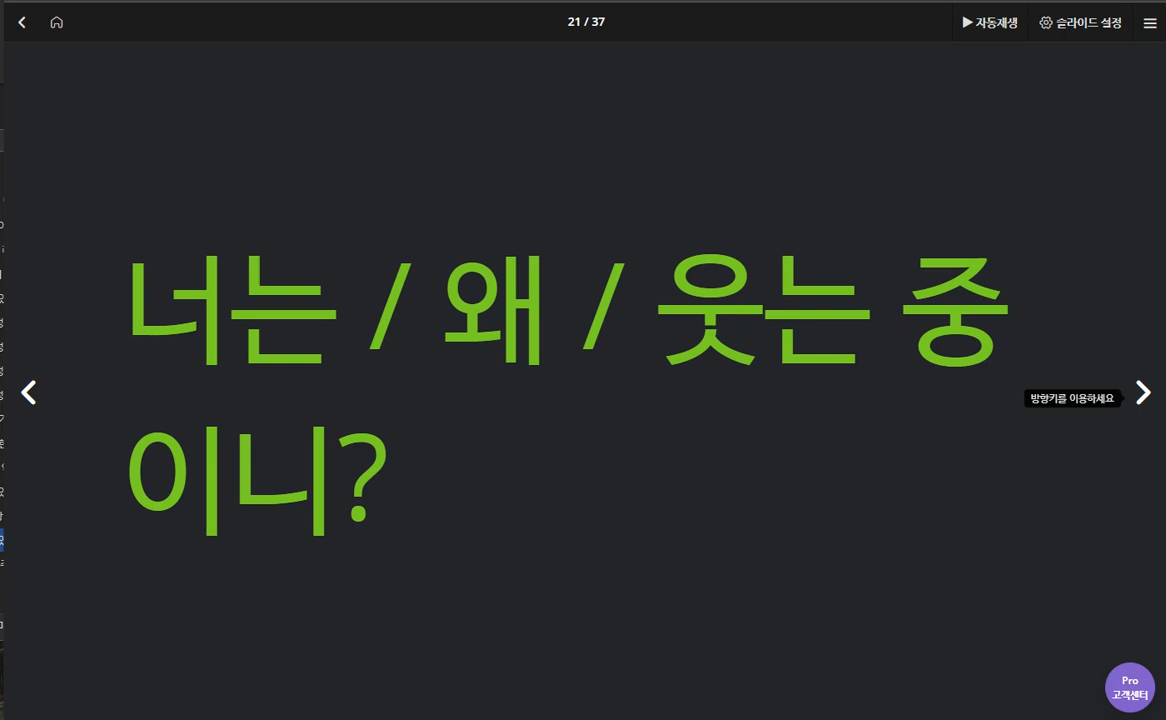 21 / 37
▶ 자동재생
슬라이드 설정
너는 / 왜 / 웃는 중
이니?
방향키를 이용하세요
Pro
고객센터